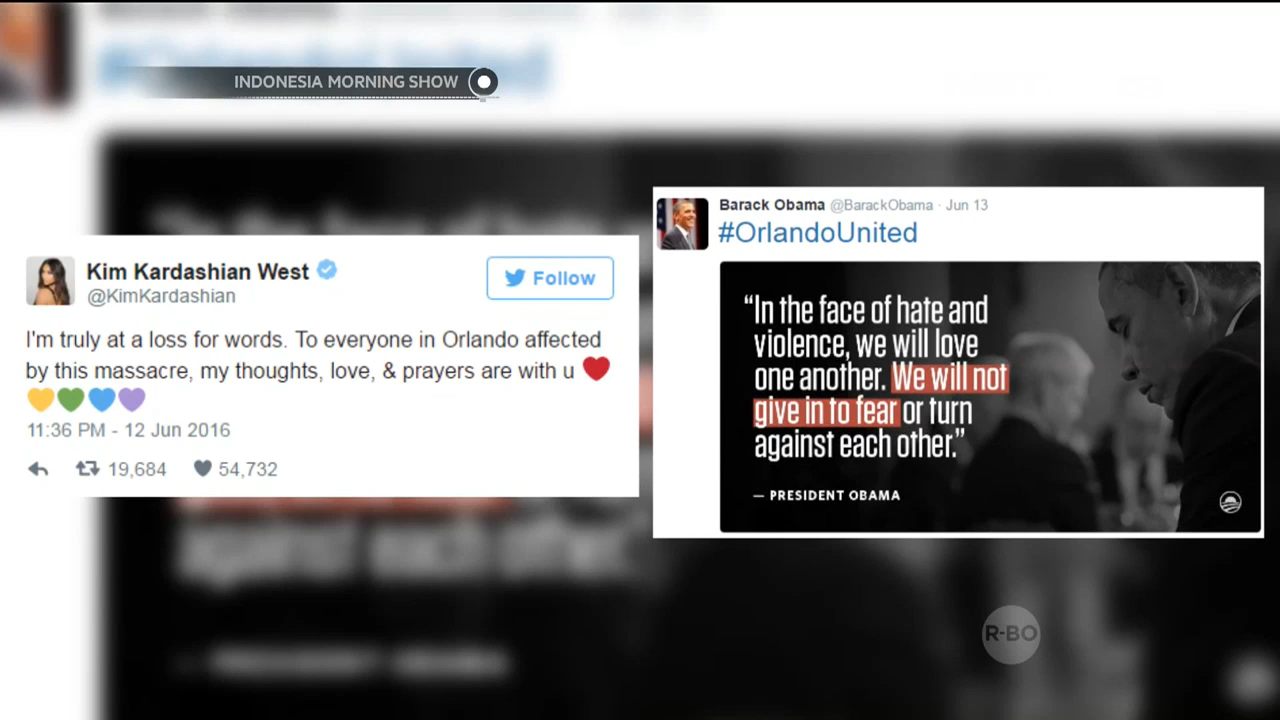 INDONESIA MORNING SHOW
Kim Kardashian West
@KimKardashian
Follow
I'm truly at a loss for words. To everyone in Orlando affected
by this massacre, my thoughts, love, & prayers are with u ❤️
💛💚💙💜
11:36 PM - 12 Jun 2016
19,684 54,732
Barack Obama @BarackObama · Jun 13
#OrlandoUnited
“In the face of hate and
violence, we will love
one another. We will not
give in to fear or turn
against each other.”
— PRESIDENT OBAMA
R-BO